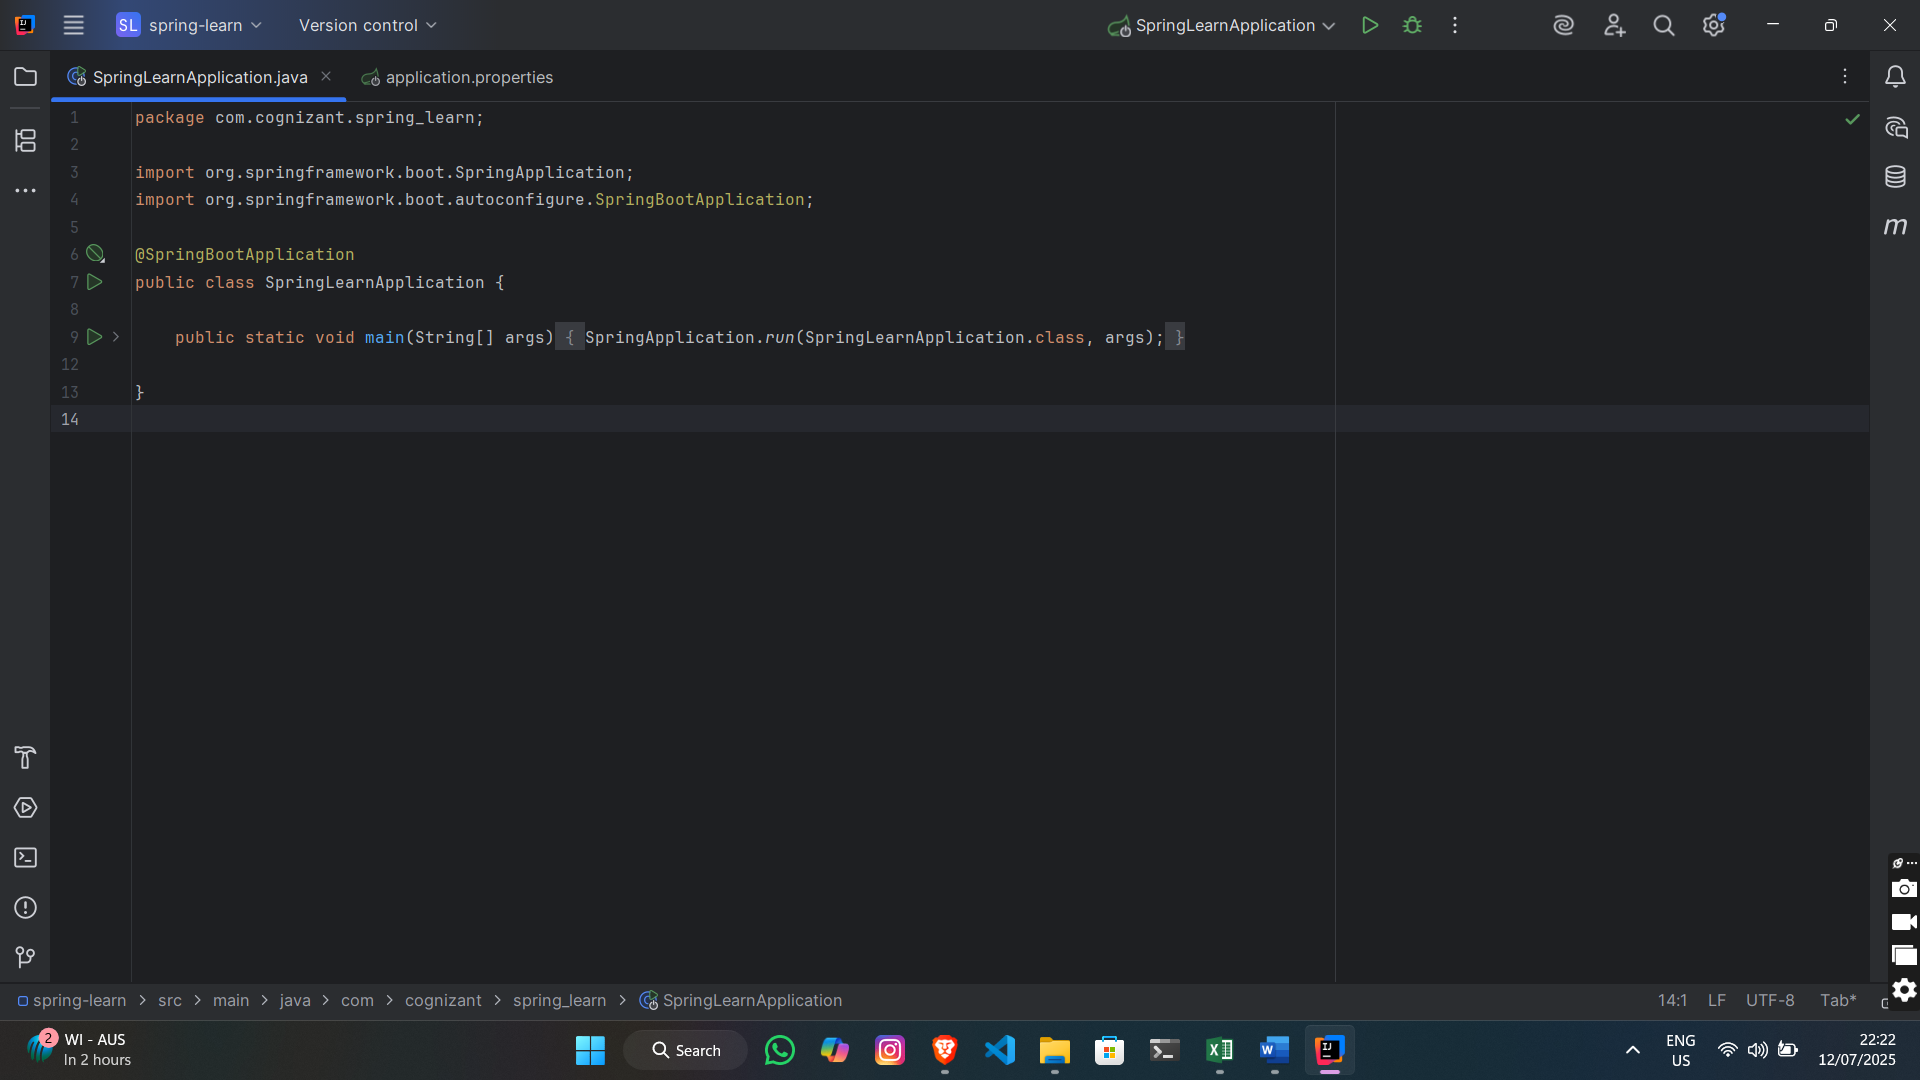 SL spring-learn Version control SpringLearnApplication
SpringLearnApplication.java application.properties
1 package com.cognizant.spring_learn;
2
3 import org.springframework.boot.SpringApplication;
4 import org.springframework.boot.autoconfigure.SpringBootApplication;
5
6 @SpringBootApplication
7 public class SpringLearnApplication {
8
9 public static void main(String[] args) { SpringApplication.run(SpringLearnApplication.class, args); }
12
13 }
14
m
spring-learn > src > main > java > com > cognizant > spring_learn > SpringLearnApplication 14:1 LF UTF-8 Tab*
2 WI - AUS
In 2 hours
Search
ENG
US
22:22
12/07/2025